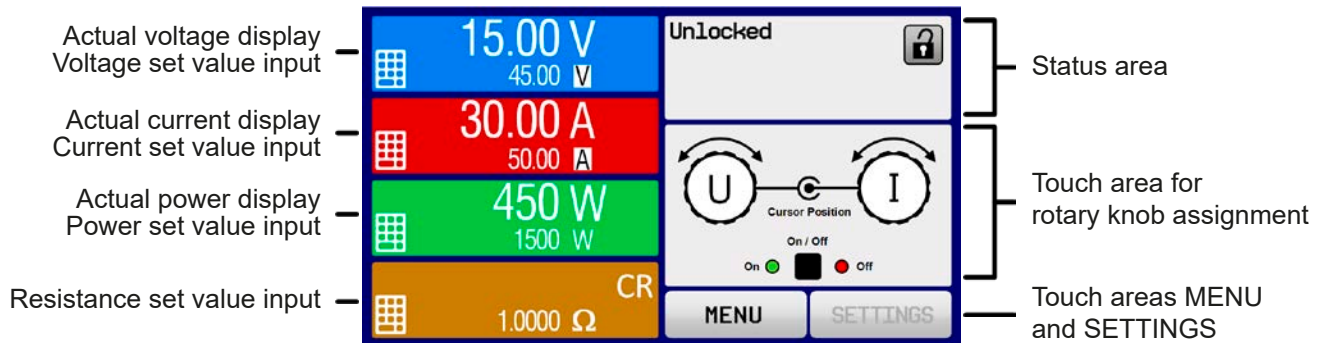 Actual voltage display
Voltage set value input
Actual current display
Current set value input
Actual power display
Power set value input
Resistance set value input
15.00 V
45.00 V
30.00 A
50.00 A
450 W
1500 W
CR
1.0000 Ω
Unlocked
U
I
Cursor Position
On / Off
On
Off
MENU
SETTINGS
Status area
Touch area for
rotary knob assignment
Touch areas MENU
and SETTINGS